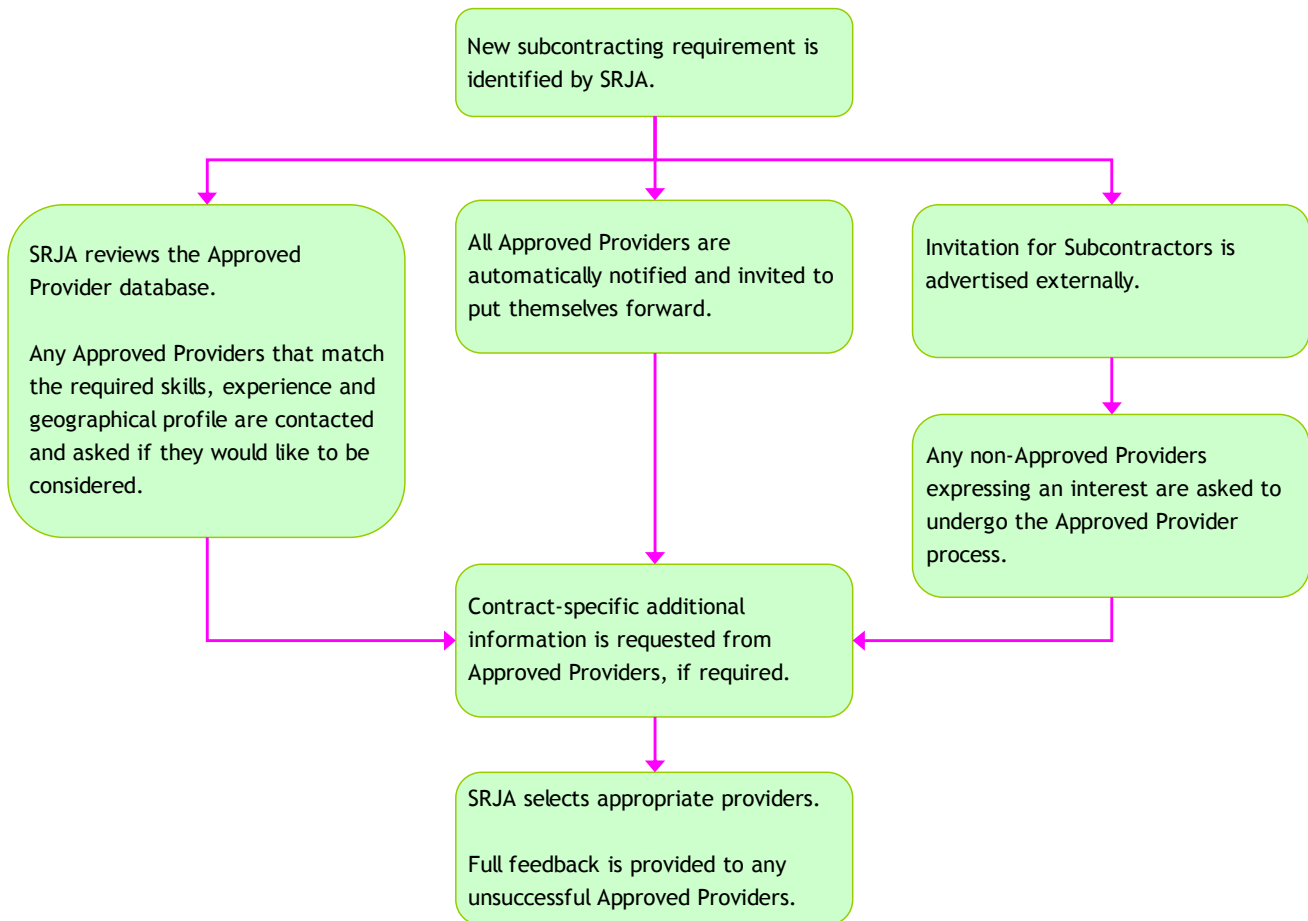 New subcontracting requirement is
identified by SRJA.
SRJA reviews the Approved
Provider database.
Any Approved Providers that match
the required skills, experience and
geographical profile are contacted
and asked if they would like to be
considered.
All Approved Providers are
automatically notified and invited to
put themselves forward.
Invitation for Subcontractors is
advertised externally.
Any non-Approved Providers
expressing an interest are asked to
undergo the Approved Provider
process.
Contract-specific additional
information is requested from
Approved Providers, if required.
SRJA selects appropriate providers.
Full feedback is provided to any
unsuccessful Approved Providers.